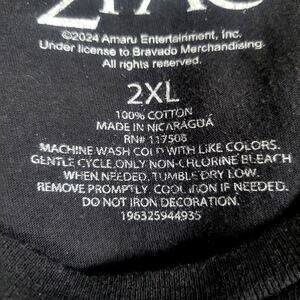 2PAC
©2024 Amaru Entertainment, Inc.
Under license to Bravado Merchandising.
All rights reserved.
2XL
100% COTTON
MADE IN NICARAGUA
RN# 117508
MACHINE WASH COLD WITH LIKE COLORS.
GENTLE CYCLE.ONLY NON-CHLORINE BLEACH
WHEN NEEDED. TUMBLE DRY LOW.
REMOVE PROMPTLY. COOL IRON IF NEEDED.
DO NOT IRON DECORATION.
196325944935